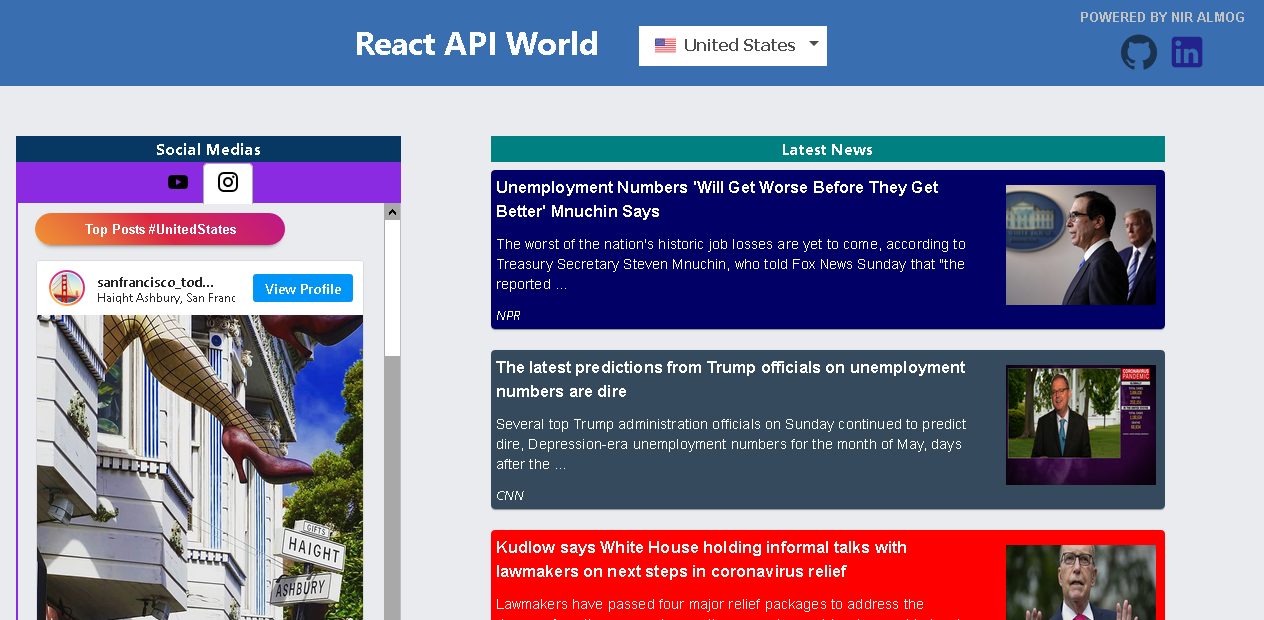 POWERED BY NIR ALMOG
React API World
United States
Social Medias
Top Posts #UnitedStates
sanfrancisco_tod...
Haight Ashbury, San Franc
View Profile
GIFTS
HAIGHT
ASHBURY
Latest News
Unemployment Numbers 'Will Get Worse Before They Get
Better' Mnuchin Says
The worst of the nation's historic job losses are yet to come, according to
Treasury Secretary Steven Mnuchin, who told Fox News Sunday that "the
reported ...
NPR
The latest predictions from Trump officials on unemployment
numbers are dire
Several top Trump administration officials on Sunday continued to predict
dire, Depression-era unemployment numbers for the month of May, days
after the ...
CNN
CORONAVIRUS
PANDEMIC
Kudlow says White House holding informal talks with
lawmakers on next steps in coronavirus relief
Lawmakers have passed four major relief packages to address the